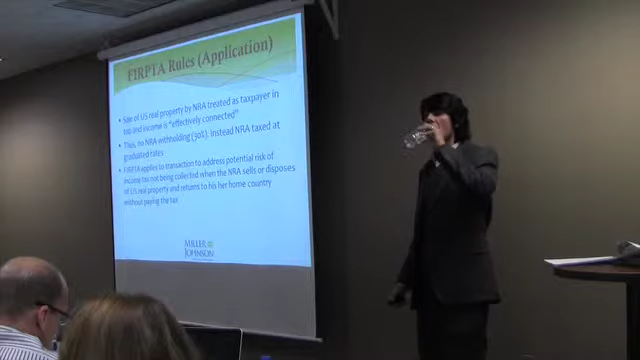 FIRPTA Rules (Application)
• Sale of US real property by NRA treated as taxpayer in
top and income is "effectively connected"
• Thus, no NRA withholding (30%). Instead NRA taxed at
graduated rates
• FIRPTA applies to transaction to address potential risk of
income tax not being collected when the NRA sells or disposes
of US real property and returns to his her home country
without paying the tax
MILLER
JOHNSON